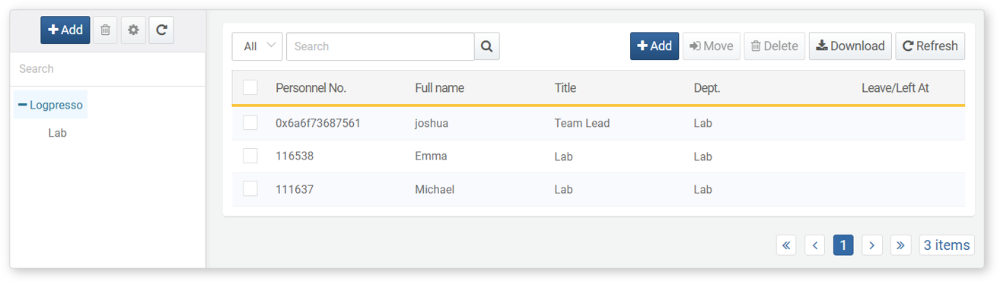 Add
Search
Logpresso
Lab
All Search Add Move Delete Download Refresh
Personnel No. Full name Title Dept. Leave/Left At
0x6a6f73687561 joshua Team Lead Lab
116538 Emma Lab Lab
111637 Michael Lab Lab
1 3 items